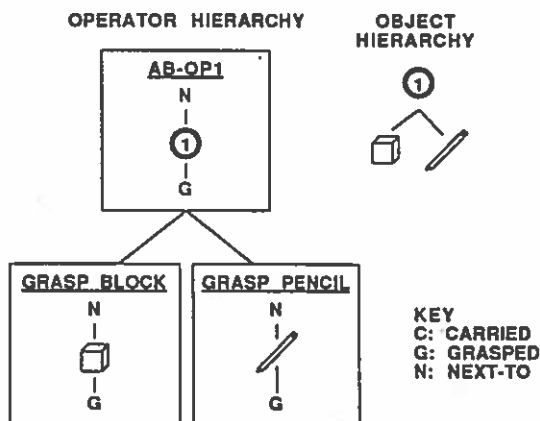 OPERATOR HIERARCHY
OBJECT
HIERARCHY
AB-OP1
N
1
G
1
GRASP BLOCK
N
G
GRASP PENCIL
N
G
KEY
C: CARRIED
G: GRASPED
N: NEXT-TO